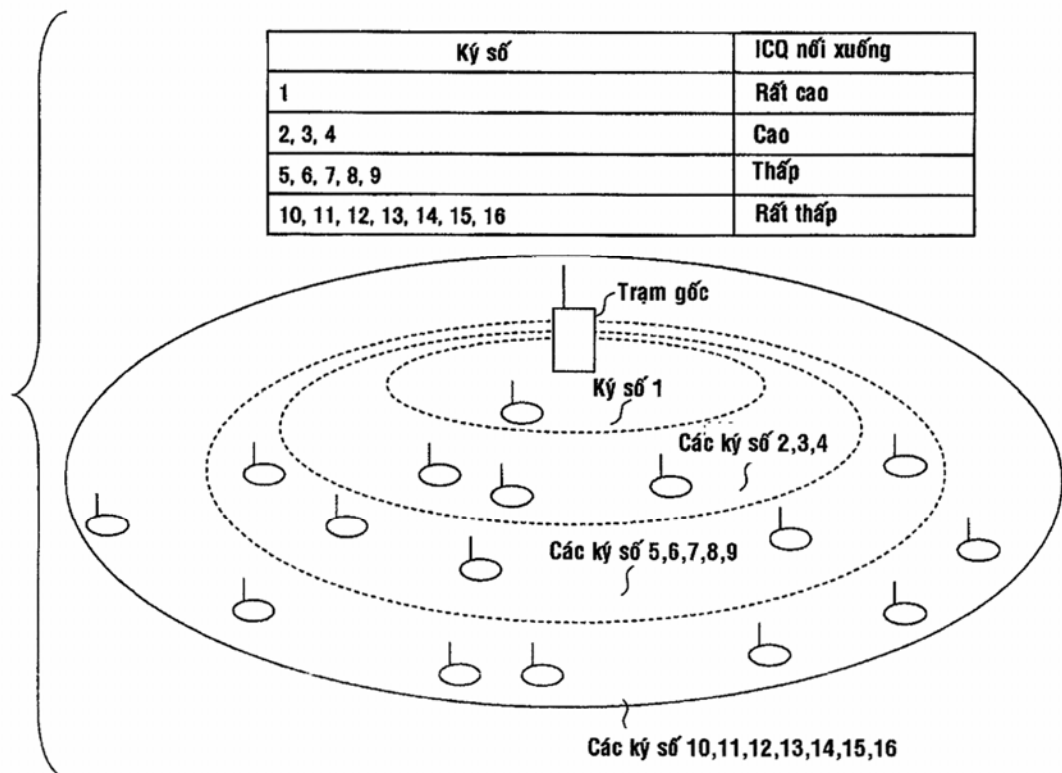 Ký số ICQ nối xuống
1 Rất cao
2, 3, 4 Cao
5, 6, 7, 8, 9 Thấp
10, 11, 12, 13, 14, 15, 16 Rất thấp
Trạm gốc
Ký số 1
Các ký số 2,3,4
Các ký số 5,6,7,8,9
Các ký số 10,11,12,13,14,15,16